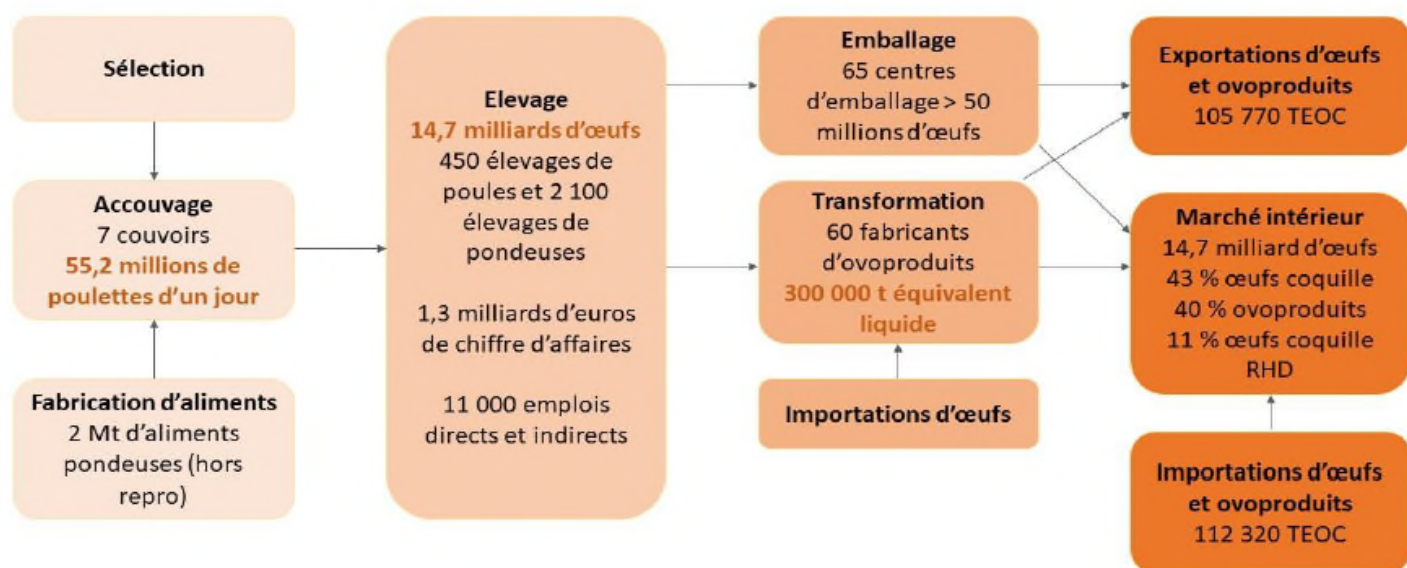 Sélection
Accouvage
7 couvoirs
55,2 millions de
poulettes d'un jour
Fabrication d'aliments
2 Mt d'aliments
pondeuses (hors
repro)
Elevage
14,7 milliards d'œufs
450 élevages de
poules et 2 100
élevages de
pondeuses
1,3 milliards d'euros
de chiffre d'affaires
11 000 emplois
directs et indirects
Emballage
65 centres
d'emballage > 50
millions d'œufs
Transformation
60 fabricants
d'ovoproduits
300 000 t équivalent
liquide
Importations d'œufs
Exportations d'œufs
et ovoproduits
105 770 TEOC
Marché intérieur
14,7 milliard d'œufs
43 % œufs coquille
40 % ovoproduits
11 % œufs coquille
RHD
Importations d'œufs
et ovoproduits
112 320 TEOC